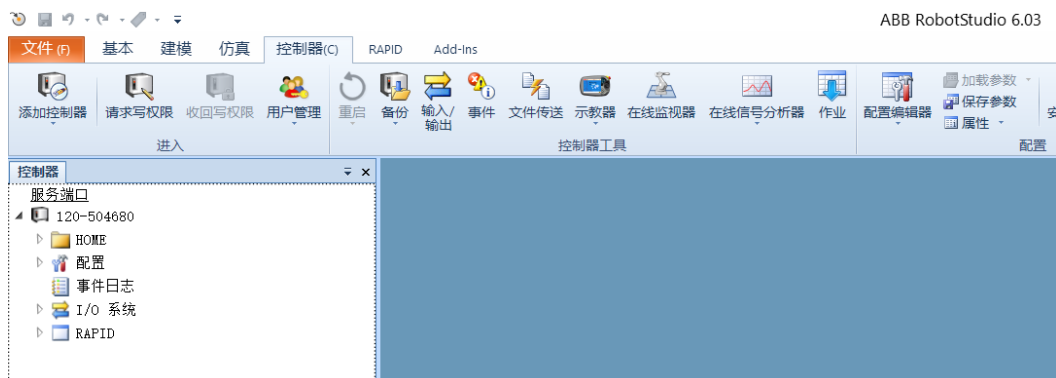 ABB RobotStudio 6.03
文件(F) 基本 建模 仿真 控制器(C) RAPID Add-Ins
添加控制器 请求写权限 收回写权限 用户管理 重启 备份 输入/输出 事件 文件传送 示教器 在线监视器 在线信号分析器 作业 配置编辑器
加载参数
保存参数
属性
进入 控制器工具 配置
控制器
服务端口
120-504680
HOME
配置
事件日志
I/O 系统
RAPID